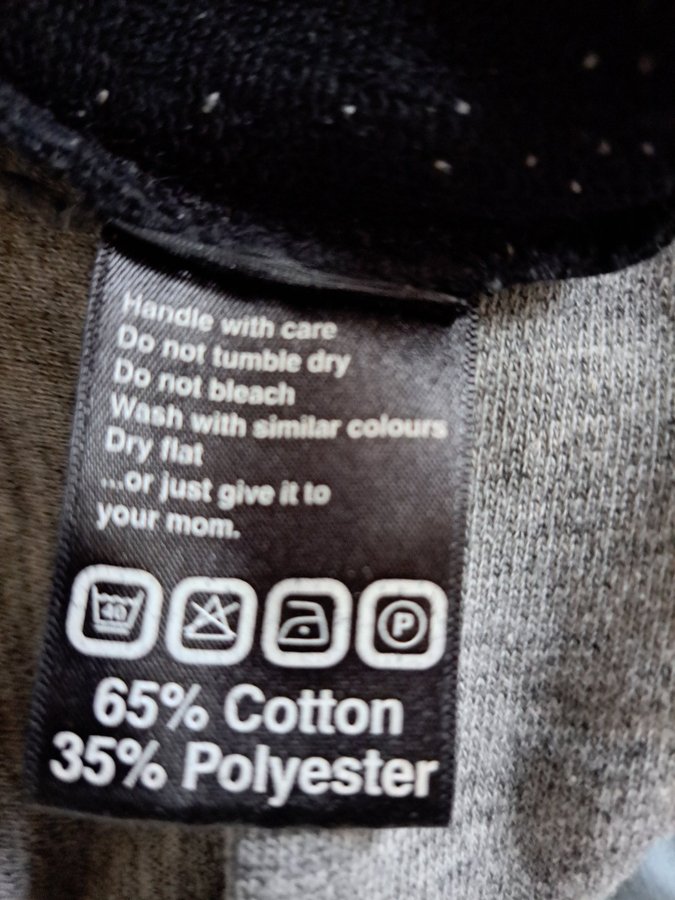 Handle with care
Do not tumble dry
Do not bleach
Wash with similar colours
Dry flat
...or just give it to
your mom.
40 P
65% Cotton
35% Polyester